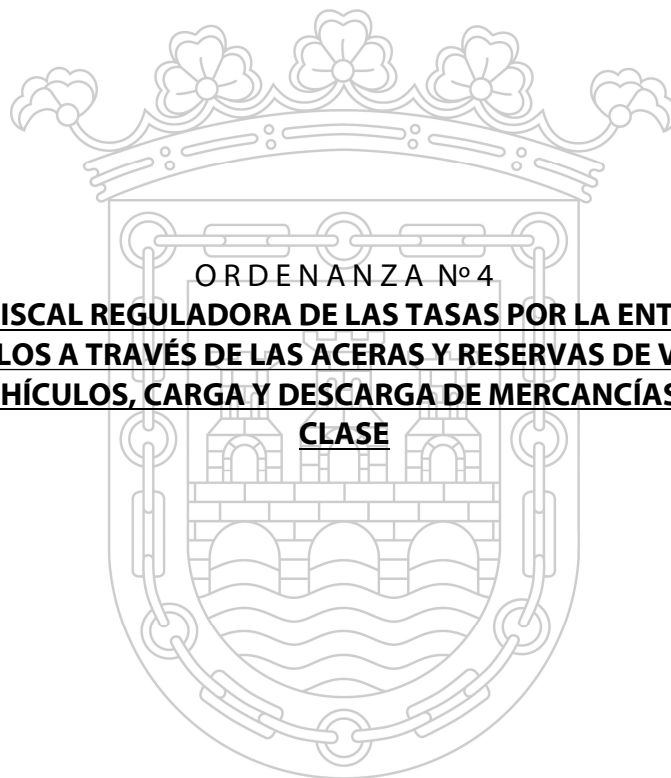 ORDENANZA Nº 4
ISCAL REGULADORA DE LAS TASAS POR LA ENT
LOS A TRAVÉS DE LAS ACERAS Y RESERVAS DE V
HÍCULOS, CARGA Y DESCARGA DE MERCANCÍAS
CLASE